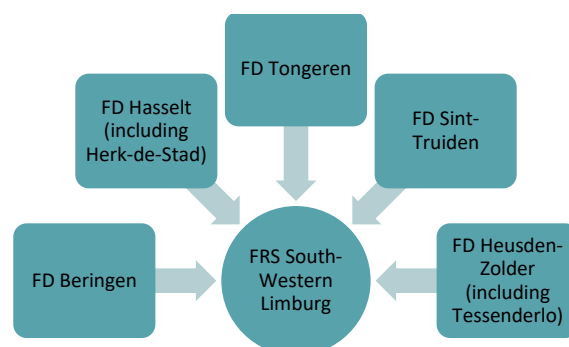 FD Tongeren
FD Hasselt
(including
Herk-de-Stad)
FD Sint-
Truiden
FD Beringen
FRS South-
Western
Limburg
FD Heusden-
Zolder
(including
Tessenderlo)